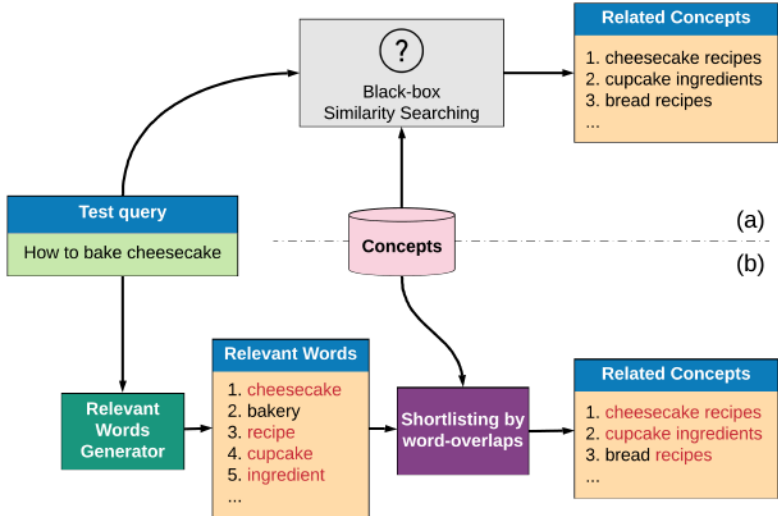 ?
Black-box
Similarity Searching
Related Concepts
1. cheesecake recipes
2. cupcake ingredients
3. bread recipes
...
Test query
How to bake cheesecake
Concepts
(a)
(b)
Relevant
Words
Generator
Relevant Words
1. cheesecake
2. bakery
3. recipe
4. cupcake
5. ingredient
...
Shortlisting by
word-overlaps
Related Concepts
1. cheesecake recipes
2. cupcake ingredients
3. bread recipes
...